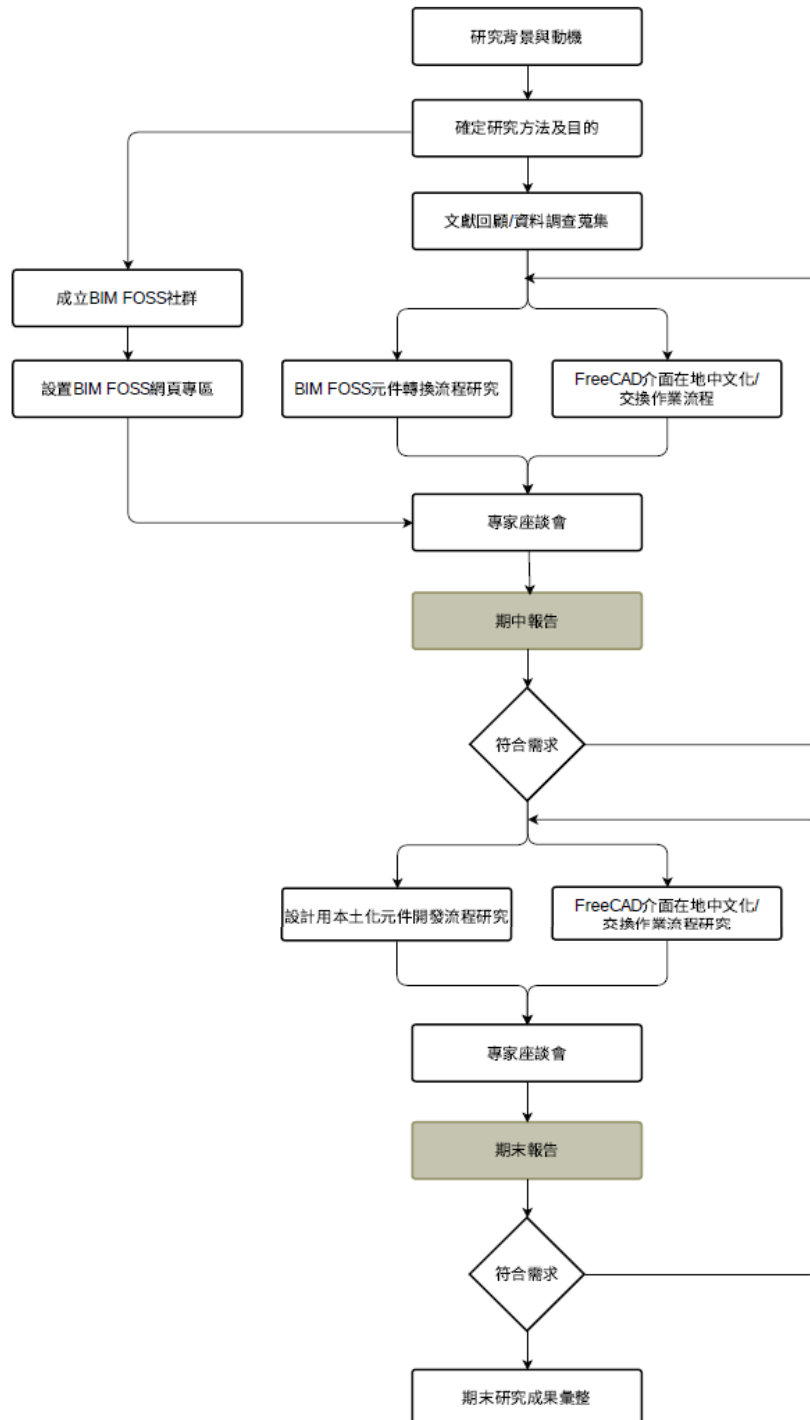 研究背景與動機
確定研究方法及目的
文獻回顧/資料調查蒐集
成立BIM FOSS社群
設置BIM FOSS網頁專區
BIM FOSS元件轉換流程研究
FreeCAD介面在地中文化/
交換作業流程
專家座談會
期中報告
符合需求
設計用本土化元件開發流程研究
FreeCAD介面在地中文化/
交換作業流程研究
專家座談會
期末報告
符合需求
期末研究成果彙整